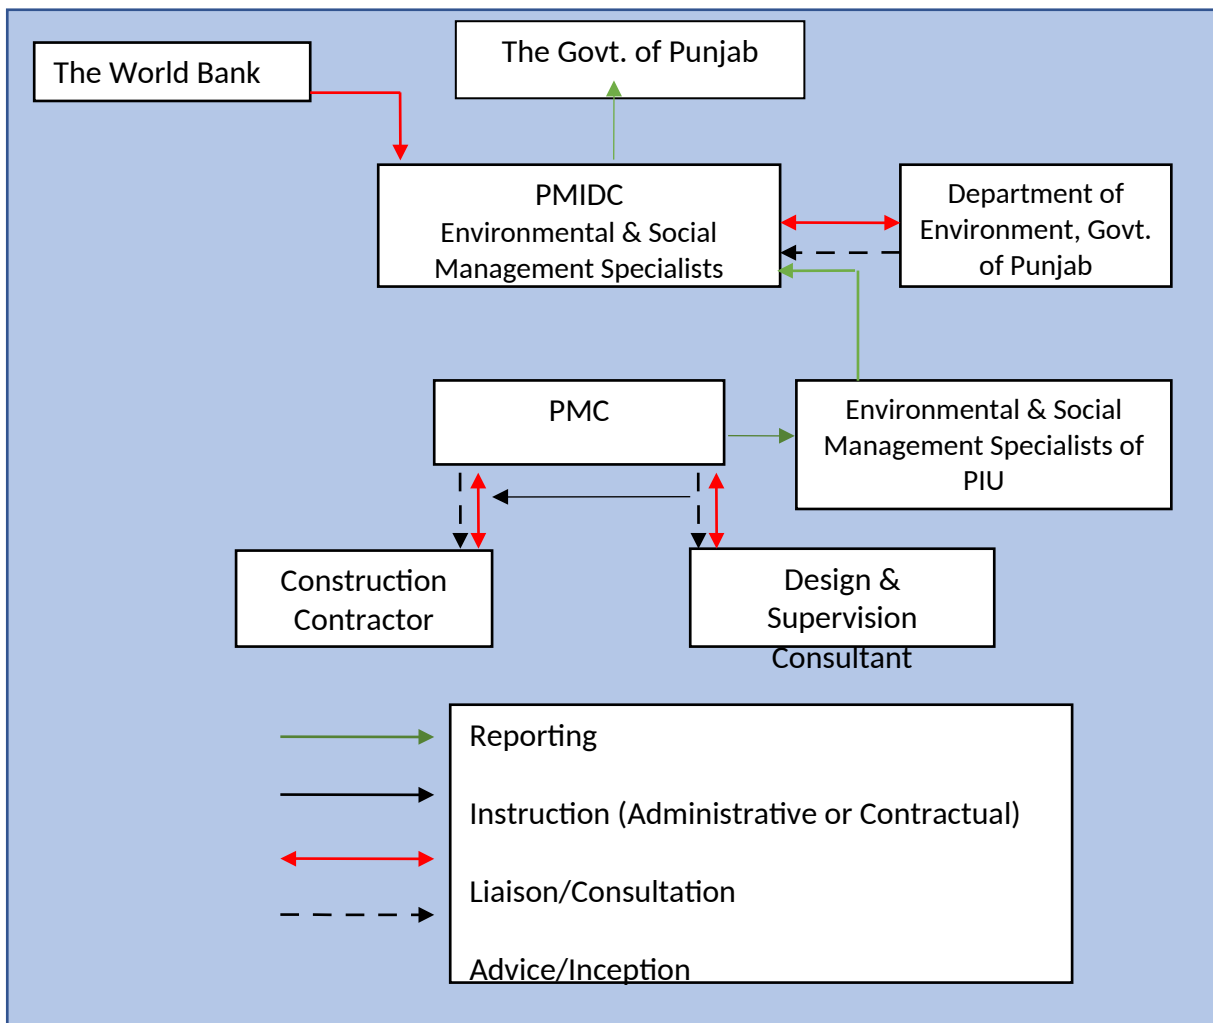 The World Bank
The Govt. of Punjab
PMIDC
Environmental & Social
Management Specialists
Department of
Environment, Govt.
of Punjab
PMC
Environmental & Social
Management Specialists of
PIU
Construction
Contractor
Design &
Supervision
Consultant
Reporting
Instruction (Administrative or Contractual)
Liaison/Consultation
Advice/Inception